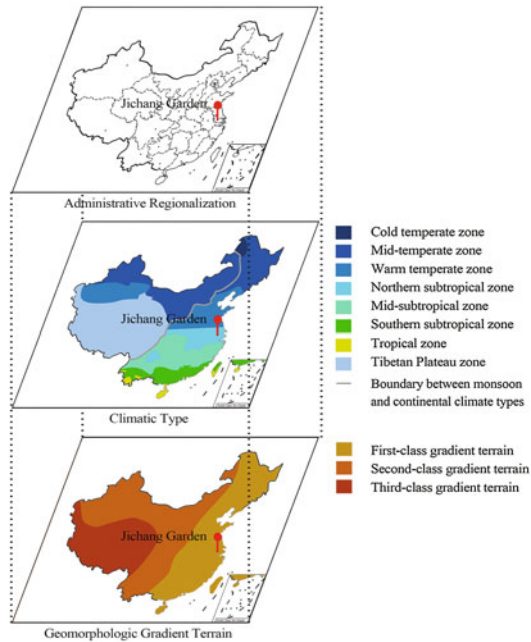 Jichang Garden
Administrative Regionalization
Jichang Garden
Climatic Type
Cold temperate zone
Mid-temperate zone
Warm temperate zone
Northern subtropical zone
Mid-subtropical zone
Southern subtropical zone
Tropical zone
Tibetan Plateau zone
Boundary between monsoon
and continental climate types
Jichang Garden
Geomorphologic Gradient Terrain
First-class gradient terrain
Second-class gradient terrain
Third-class gradient terrain